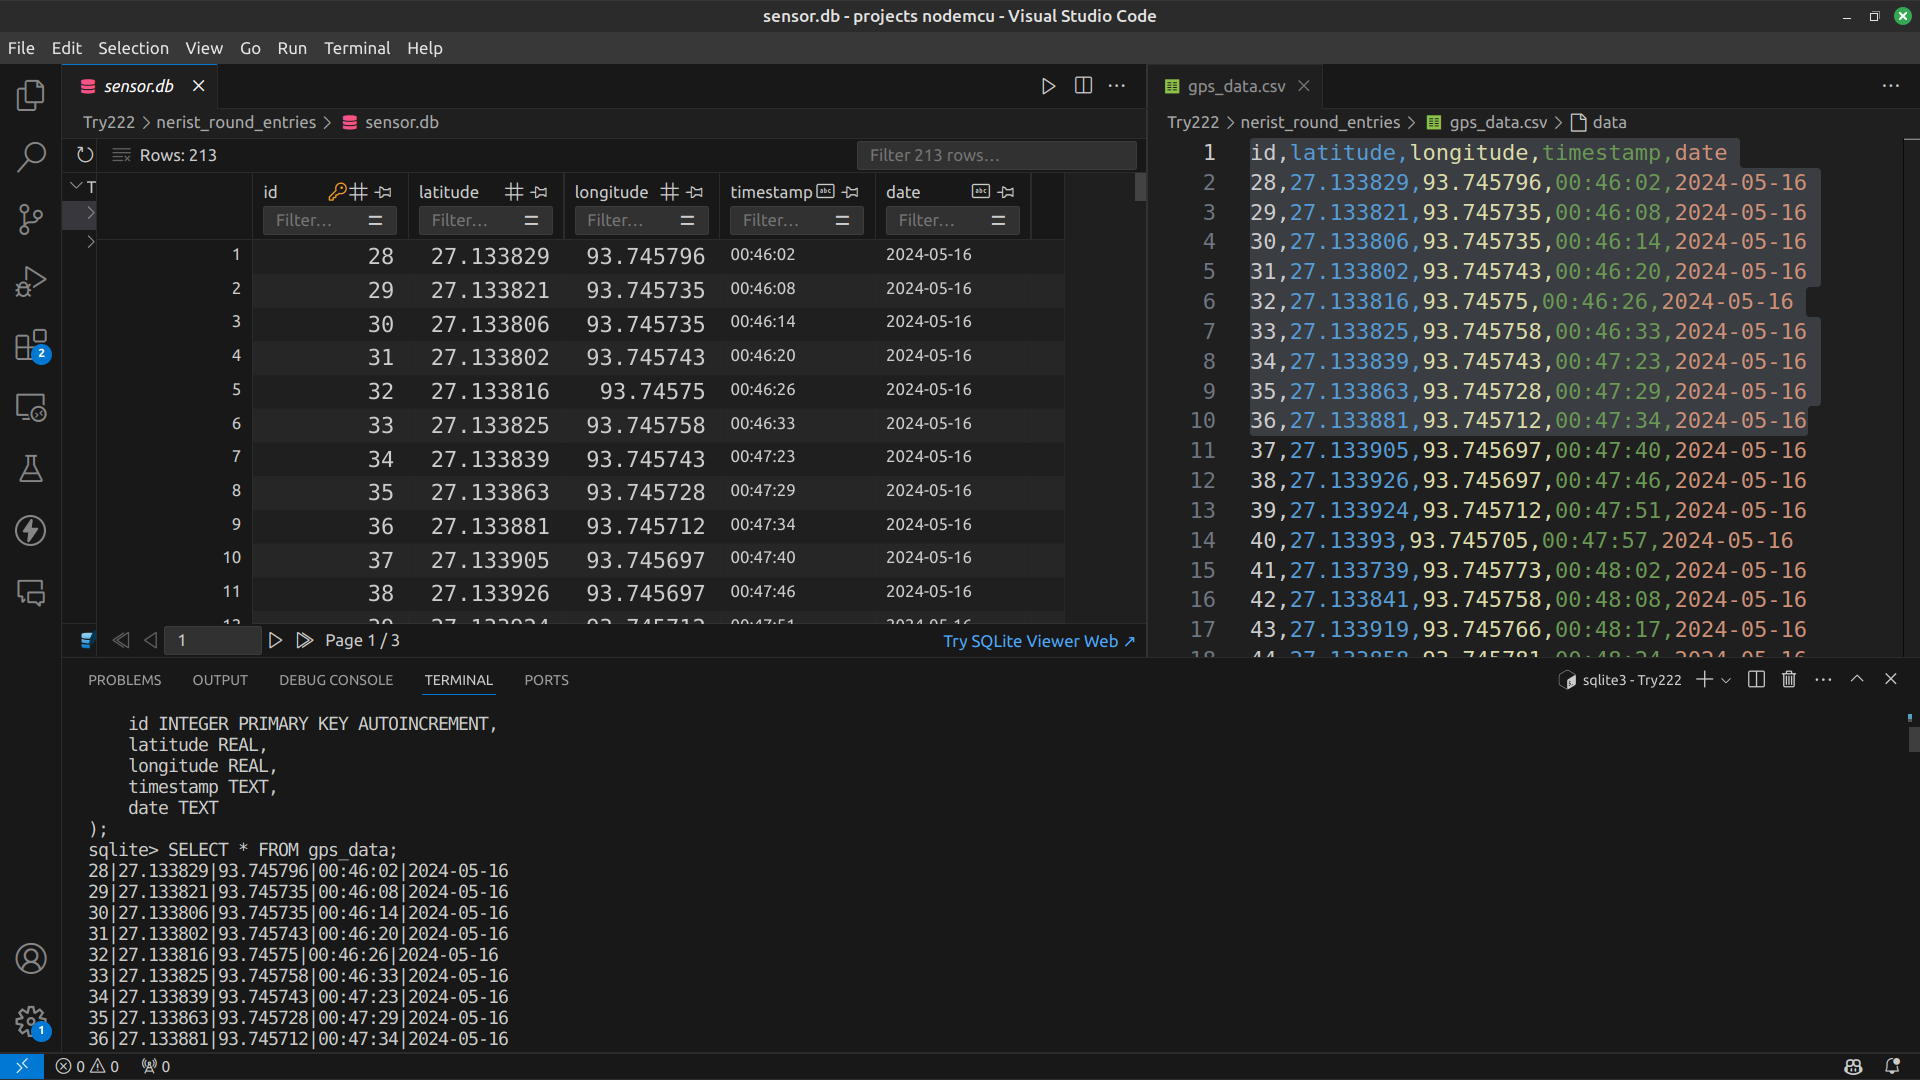 sensor.db - projects nodemcu - Visual Studio Code
File Edit Selection View Go Run Terminal Help
sensor.db
Try222 > nerist_round_entries > sensor.db
Rows: 213 Filter 213 rows...
T
id latitude longitude timestamp date
Filter... Filter... Filter... Filter... Filter...
1 28 27.133829 93.745796 00:46:02 2024-05-16
2 29 27.133821 93.745735 00:46:08 2024-05-16
3 30 27.133806 93.745735 00:46:14 2024-05-16
4 31 27.133802 93.745743 00:46:20 2024-05-16
5 32 27.133816 93.74575 00:46:26 2024-05-16
6 33 27.133825 93.745758 00:46:33 2024-05-16
7 34 27.133839 93.745743 00:47:23 2024-05-16
8 35 27.133863 93.745728 00:47:29 2024-05-16
9 36 27.133881 93.745712 00:47:34 2024-05-16
10 37 27.133905 93.745697 00:47:40 2024-05-16
11 38 27.133926 93.745697 00:47:46 2024-05-16
12 39 27.133924 93.745712 00:47:51 2024-05-16
1 Page 1 / 3 Try SQLite Viewer Web ↗
gps_data.csv
Try222 > nerist_round_entries > gps_data.csv > data
1 id,latitude,longitude,timestamp,date
2 28,27.133829,93.745796,00:46:02,2024-05-16
3 29,27.133821,93.745735,00:46:08,2024-05-16
4 30,27.133806,93.745735,00:46:14,2024-05-16
5 31,27.133802,93.745743,00:46:20,2024-05-16
6 32,27.133816,93.74575,00:46:26,2024-05-16
7 33,27.133825,93.745758,00:46:33,2024-05-16
8 34,27.133839,93.745743,00:47:23,2024-05-16
9 35,27.133863,93.745728,00:47:29,2024-05-16
10 36,27.133881,93.745712,00:47:34,2024-05-16
11 37,27.133905,93.745697,00:47:40,2024-05-16
12 38,27.133926,93.745697,00:47:46,2024-05-16
13 39,27.133924,93.745712,00:47:51,2024-05-16
14 40,27.13393,93.745705,00:47:57,2024-05-16
15 41,27.133739,93.745773,00:48:02,2024-05-16
16 42,27.133841,93.745758,00:48:08,2024-05-16
17 43,27.133919,93.745766,00:48:17,2024-05-16
18 44,27.133858,93.745781,00:48:24,2024-05-16
PROBLEMS OUTPUT DEBUG CONSOLE TERMINAL PORTS sqlite3 - Try222
id INTEGER PRIMARY KEY AUTOINCREMENT,
latitude REAL,
longitude REAL,
timestamp TEXT,
date TEXT
);
sqlite> SELECT * FROM gps_data;
28|27.133829|93.745796|00:46:02|2024-05-16
29|27.133821|93.745735|00:46:08|2024-05-16
30|27.133806|93.745735|00:46:14|2024-05-16
31|27.133802|93.745743|00:46:20|2024-05-16
32|27.133816|93.74575|00:46:26|2024-05-16
33|27.133825|93.745758|00:46:33|2024-05-16
34|27.133839|93.745743|00:47:23|2024-05-16
35|27.133863|93.745728|00:47:29|2024-05-16
36|27.133881|93.745712|00:47:34|2024-05-16
2
1
0 0 0